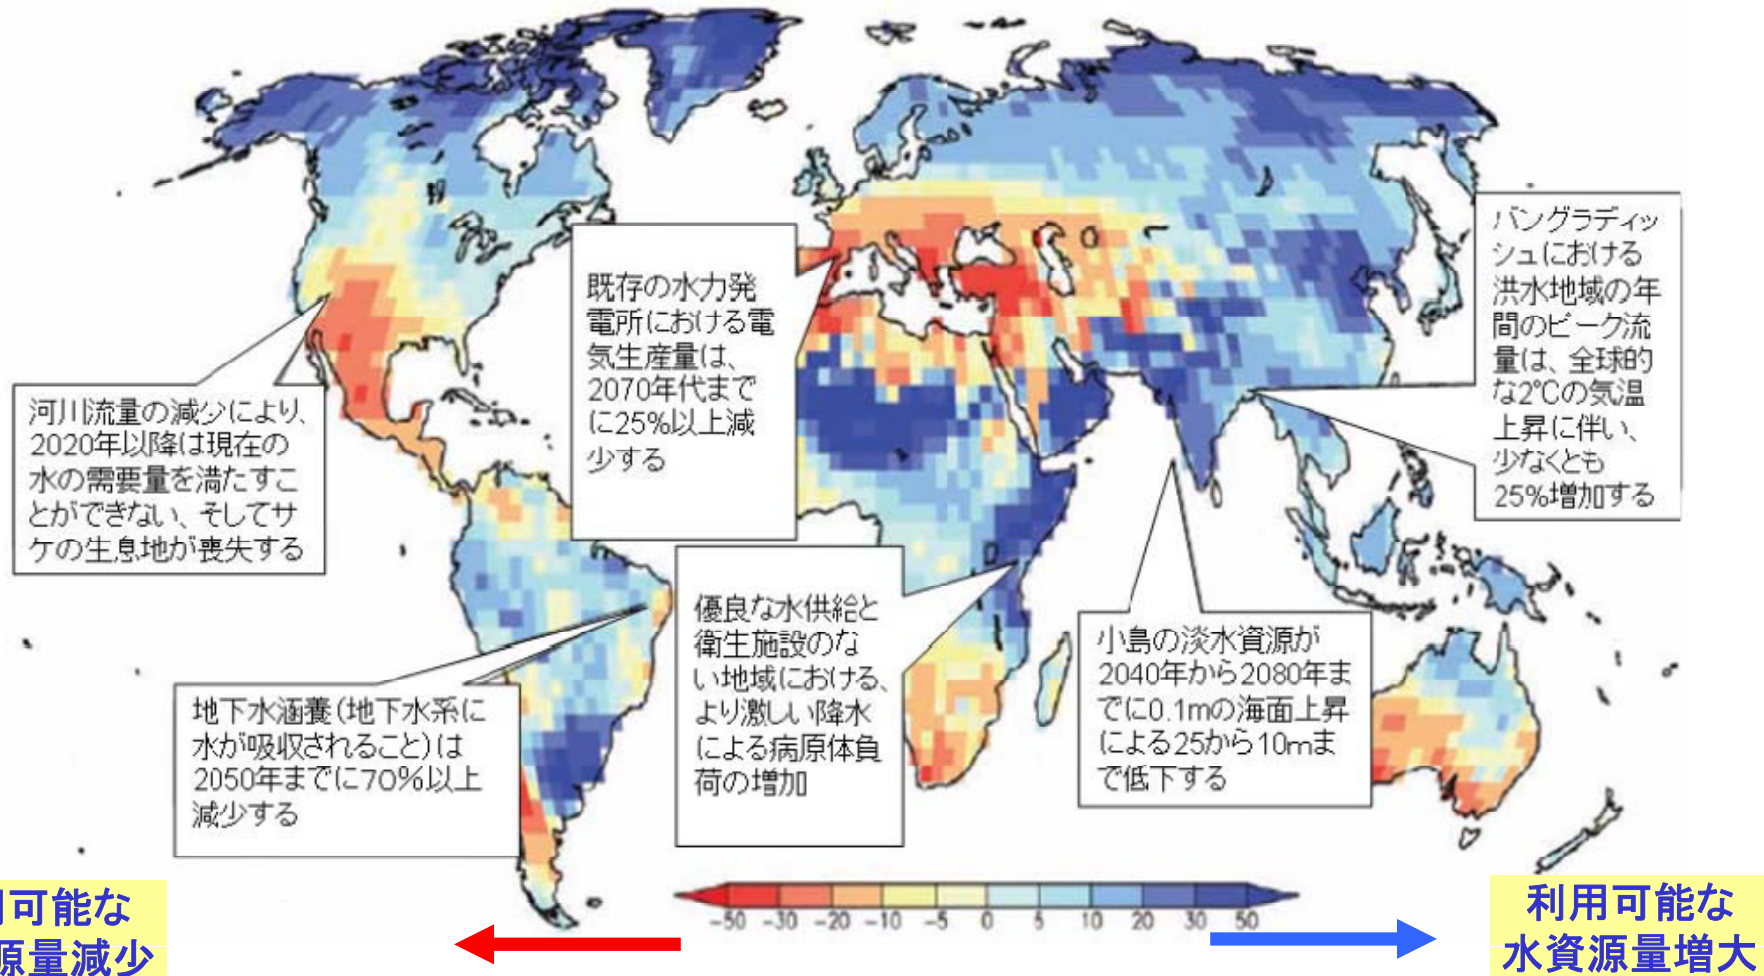 バングラディッ
シュにおける
洪水地域の年
間のピーク流
量は、全球的
な2℃の気温
上昇に伴い、
少なくとも
25%増加する
既存の水力発
電所における電
気生産量は、
2070年代まで
に25%以上減
少する
河川流量の減少により、
2020年以降は現在の
水の需要量を満たすこ
とができない、そしてサ
ケの生息地が喪失する
優良な水供給と
衛生施設のな
い地域における、
より激しい降水
による病原体負
荷の増加
小島の淡水資源が
2040年から2080年ま
でに0.1mの海面上昇
による25から10mま
で低下する
地下水涵養(地下水系に
水が吸収されること)は
2050年までに70%以上
減少する
-50 -30 -20 -10 -5 0 5 10 20 30 50
可能な
源量減少
利用可能な
水資源量増大